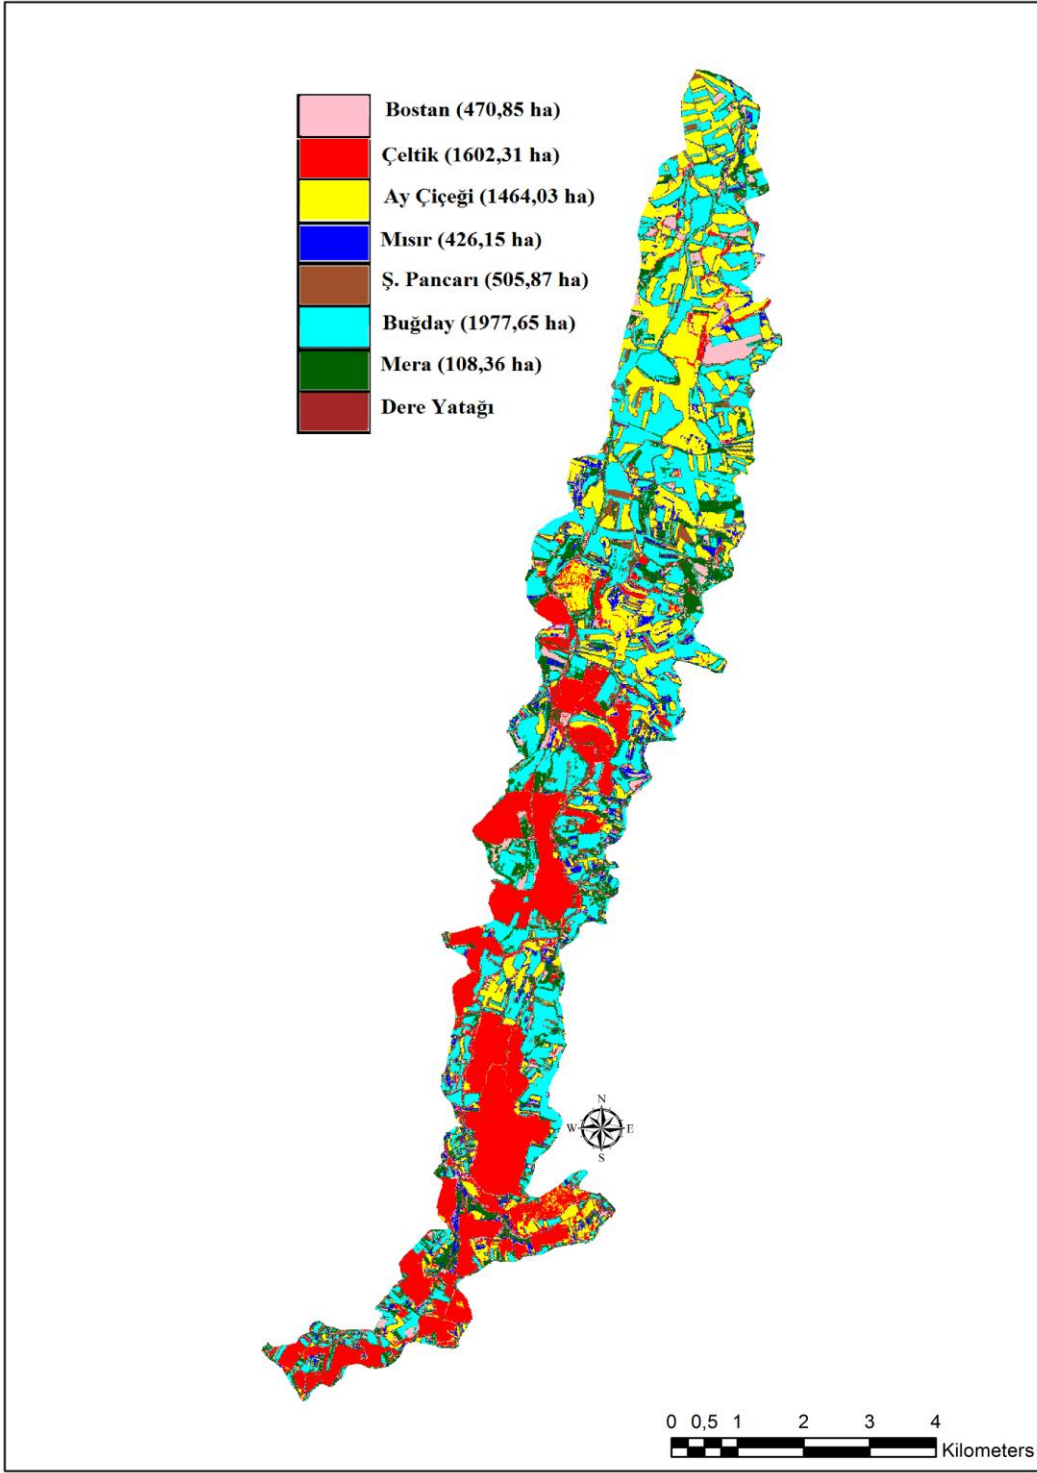 Bostan (470,85 ha)
Çeltik (1602,31 ha)
Ay Çiçeği (1464,03 ha)
Mısır (426,15 ha)
Ş. Pancarı (505,87 ha)
Buğday (1977,65 ha)
Mera (108,36 ha)
Dere Yatağı
N
W E
S
0 0,5 1 2 3 4
Kilometers